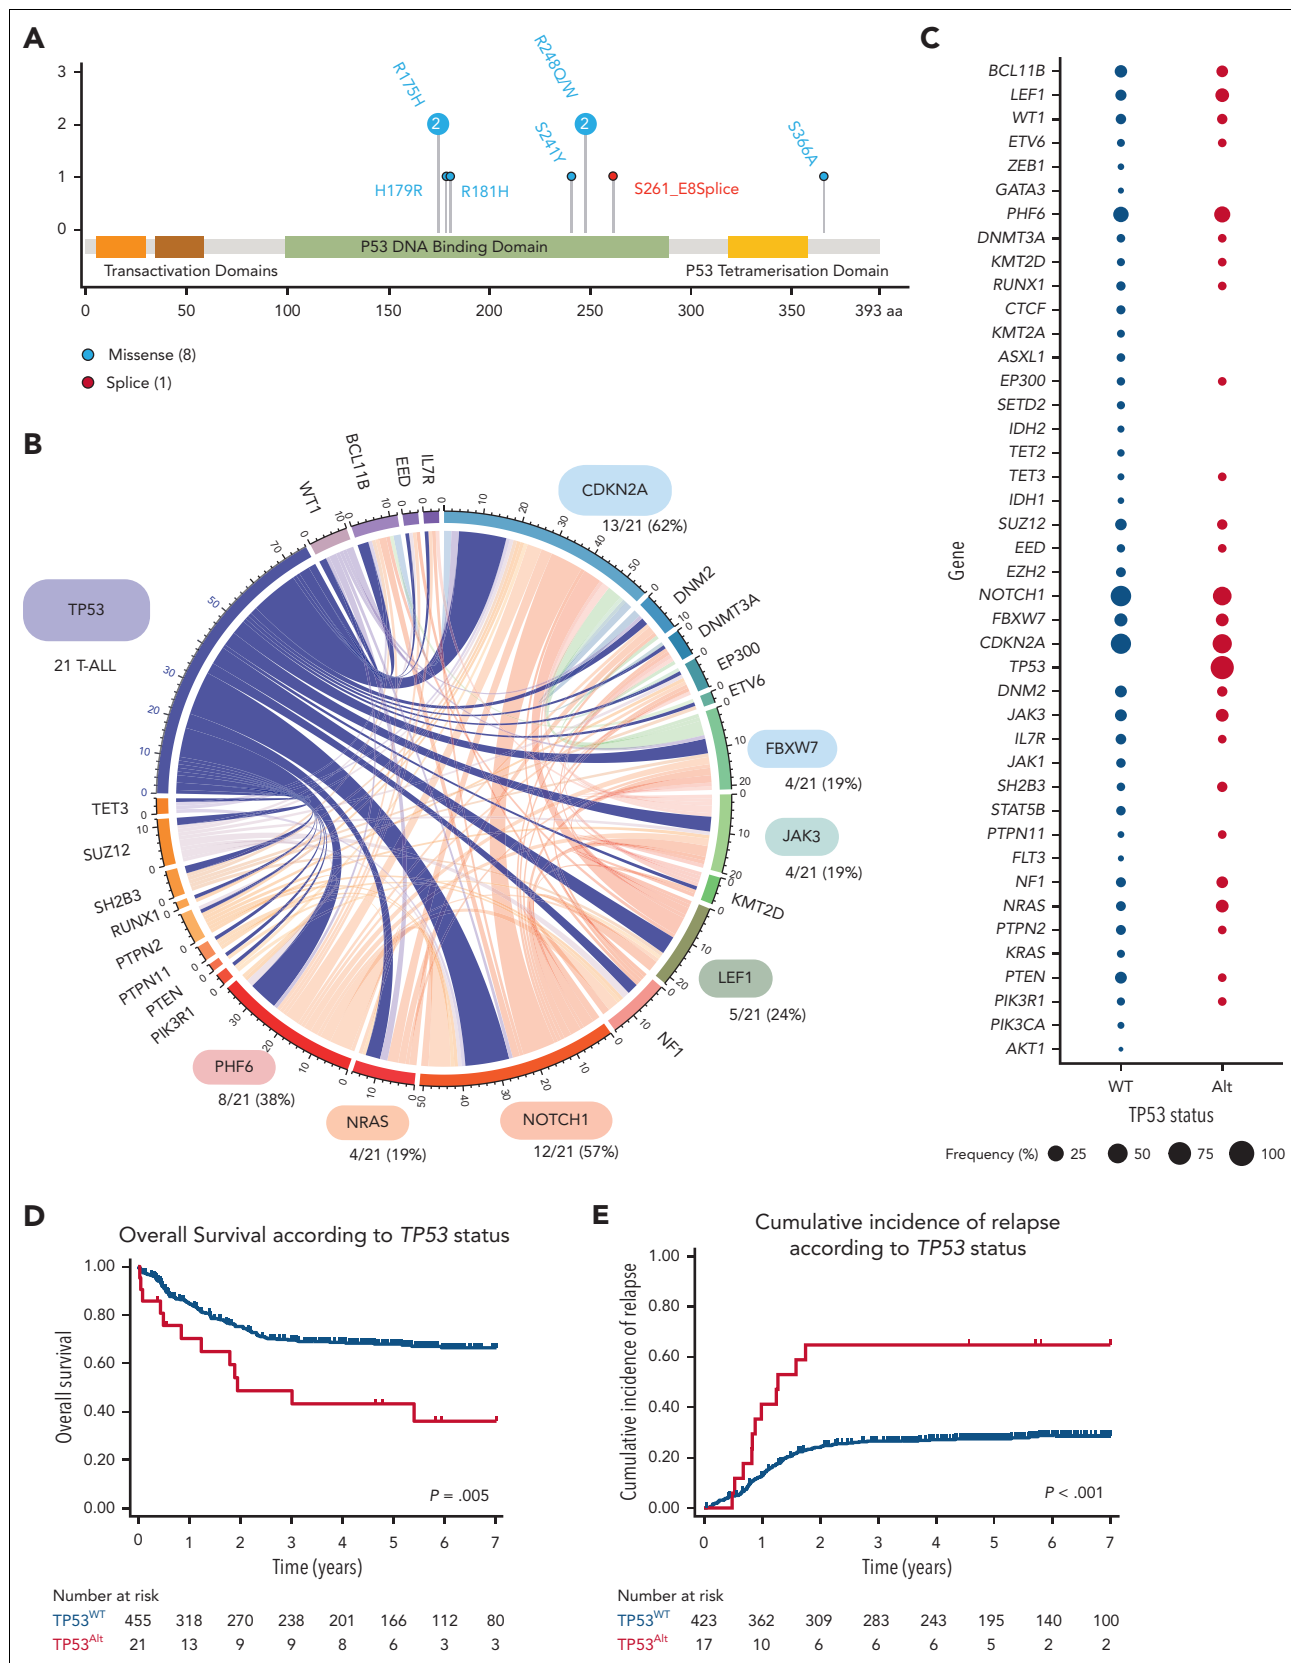 A
3
2
1
0
R175H
2
H179R
R181H
S241Y
R248Q/W
2
S261_E8Splice
S366A
P53 DNA Binding Domain
Transactivation Domains
P53 Tetramerisation Domain
0 50 100 150 200 250 300 350 393 aa
Missense (8)
Splice (1)
B
TP53
21 T-ALL
WT1
BCL11B
EED
IL7R
CDKN2A
13/21 (62%)
DNM2
DNMT3A
EP300
ETV6
FBXW7
4/21 (19%)
JAK3
4/21 (19%)
KMT2D
LEF1
5/21 (24%)
NF1
NOTCH1
12/21 (57%)
NRAS
4/21 (19%)
PHF6
8/21 (38%)
PIK3R1
PTEN
PTPN11
PTPN2
RUNX1
SH2B3
SUZ12
TET3
C
Gene
BCL11B
LEF1
WT1
ETV6
ZEB1
GATA3
PHF6
DNMT3A
KMT2D
RUNX1
CTCF
KMT2A
ASXL1
EP300
SETD2
IDH2
TET2
TET3
IDH1
SUZ12
EED
EZH2
NOTCH1
FBXW7
CDKN2A
TP53
DNM2
JAK3
IL7R
JAK1
SH2B3
STAT5B
PTPN11
FLT3
NF1
NRAS
PTPN2
KRAS
PTEN
PIK3R1
PIK3CA
AKT1
WT Alt
TP53 status
Frequency (%) 25 50 75 100
D
Overall Survival according to TP53 status
Overall survival
1.00
0.80
0.60
0.40
0.20
0.00
P = .005
0 1 2 3 4 5 6 7
Time (years)
Number at risk
TP53WT 455 318 270 238 201 166 112 80
TP53Alt 21 13 9 9 8 6 3 3
E
Cumulative incidence of relapse
according to TP53 status
Cumulative incidence of relapse
1.00
0.80
0.60
0.40
0.20
0.00
P < .001
0 1 2 3 4 5 6 7
Time (years)
Number at risk
TP53WT 423 362 309 283 243 195 140 100
TP53Alt 17 10 6 6 6 5 2 2